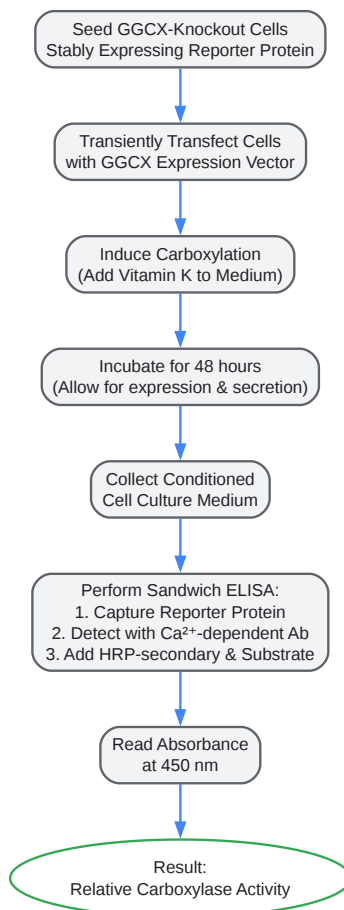 Seed GGCX-Knockout Cells
Stably Expressing Reporter Protein
Transiently Transfect Cells
with GGCX Expression Vector
Induce Carboxylation
(Add Vitamin K to Medium)
Incubate for 48 hours
(Allow for expression & secretion)
Collect Conditioned
Cell Culture Medium
Perform Sandwich ELISA:
1. Capture Reporter Protein
2. Detect with Ca²⁺-dependent Ab
3. Add HRP-secondary & Substrate
Read Absorbance
at 450 nm
Result:
Relative Carboxylase Activity